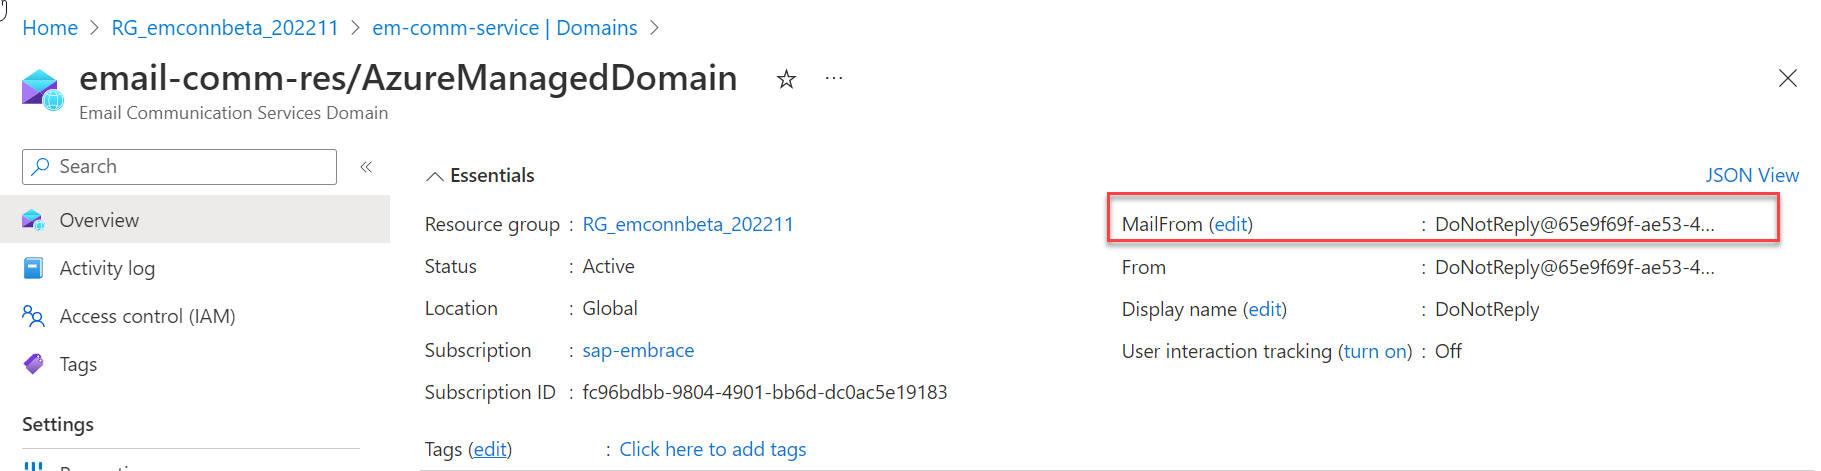 Home > RG_emconnbeta_202211 > em-comm-service | Domains >
email-comm-res/AzureManagedDomain ...
Email Communication Services Domain
Search «
Overview
Activity log
Access control (IAM)
Tags
Settings
Essentials
JSON View
Resource group : RG_emconnbeta_202211
Status : Active
Location : Global
Subscription : sap-embrace
Subscription ID : fc96bdbb-9804-4901-bb6d-dc0ac5e19183
Tags (edit) : Click here to add tags
MailFrom (edit) : DoNotReply@65e9f69f-ae53-4...
From : DoNotReply@65e9f69f-ae53-4...
Display name (edit) : DoNotReply
User interaction tracking (turn on) : Off